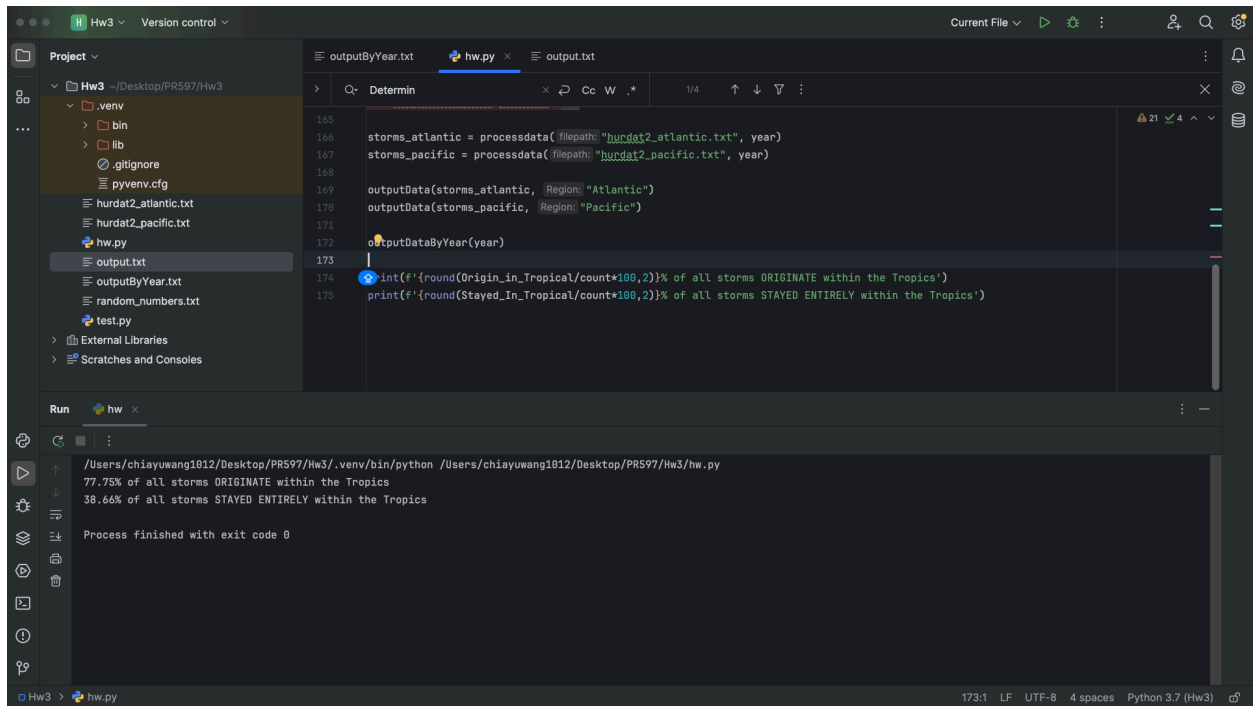 H Hw3 Version control Current File
Project
outputByYear.txt hw.py output.txt
Hw3 ~/Desktop/PR597/Hw3
Determin Cc W .* 1/4
.venv
bin
lib
.gitignore
pyvenv.cfg
hurdat2_atlantic.txt
hurdat2_pacific.txt
hw.py
output.txt
outputByYear.txt
random_numbers.txt
test.py
External Libraries
Scratches and Consoles
21 4
165
166 storms_atlantic = processdata( filepath: "hurdat2_atlantic.txt", year)
167 storms_pacific = processdata( filepath: "hurdat2_pacific.txt", year)
168
169 outputData(storms_atlantic, Region: "Atlantic")
170 outputData(storms_pacific, Region: "Pacific")
171
172 outputDataByYear(year)
173
174 int(f'{round(Origin_in_Tropical/count*100,2)}% of all storms ORIGINATE within the Tropics')
175 print(f'{round(Stayed_In_Tropical/count*100,2)}% of all storms STAYED ENTIRELY within the Tropics')
Run hw
/Users/chiayuwang1012/Desktop/PR597/Hw3/.venv/bin/python /Users/chiayuwang1012/Desktop/PR597/Hw3/hw.py
77.75% of all storms ORIGINATE within the Tropics
38.66% of all storms STAYED ENTIRELY within the Tropics
Process finished with exit code 0
Hw3 > hw.py 173:1 LF UTF-8 4 spaces Python 3.7 (Hw3)